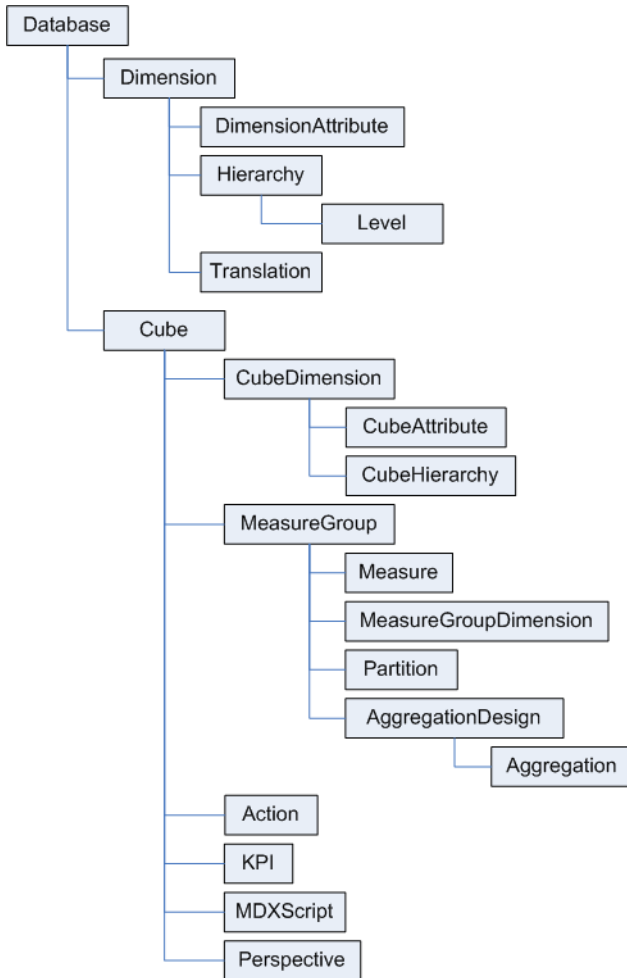 Database
Dimension
DimensionAttribute
Hierarchy
Level
Translation
Cube
CubeDimension
CubeAttribute
CubeHierarchy
MeasureGroup
Measure
MeasureGroupDimension
Partition
AggregationDesign
Aggregation
Action
KPI
MDXScript
Perspective